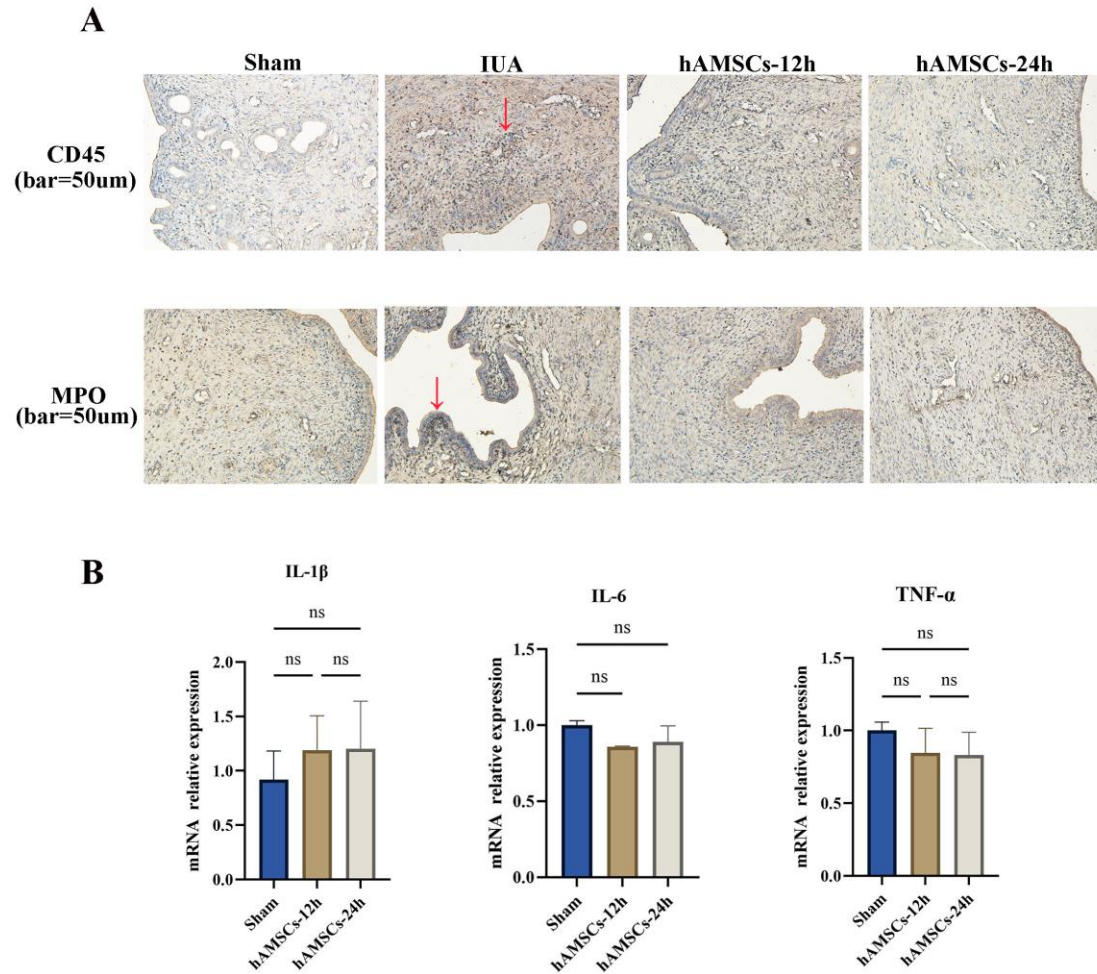 A
Sham IUA hAMSCs-12h hAMSCs-24h
CD45
(bar=50um)
MPO
(bar=50um)
B
IL-1β
ns
ns ns
mRNA relative expression
2.0
1.5
1.0
0.5
0.0
Sham
hAMSCs-12h
hAMSCs-24h
IL-6
ns
ns
mRNA relative expression
1.5
1.0
0.5
0.0
Sham
hAMSCs-12h
hAMSCs-24h
TNF-α
ns
ns ns
mRNA relative expression
1.5
1.0
0.5
0.0
Sham
hAMSCs-12h
hAMSCs-24h